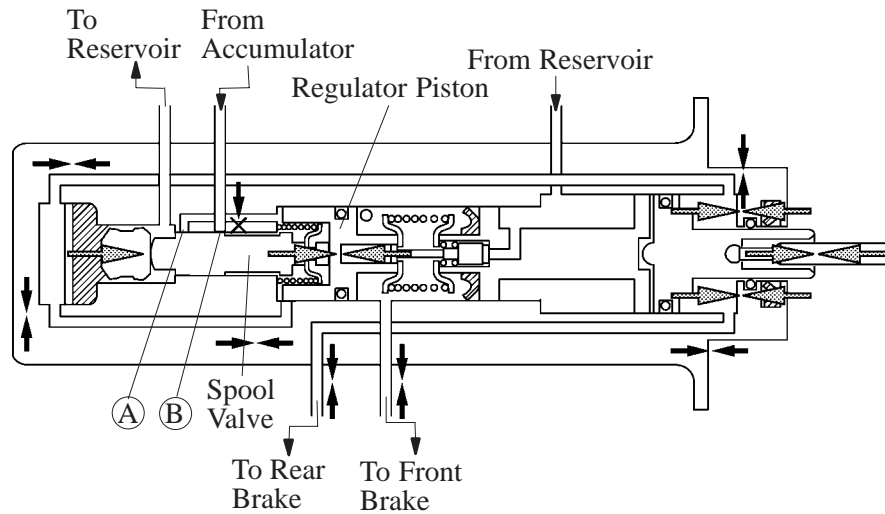 To
Reservoir
From
Accumulator
Regulator Piston
From Reservoir
A
B
Spool
Valve
To Rear
Brake
To Front
Brake